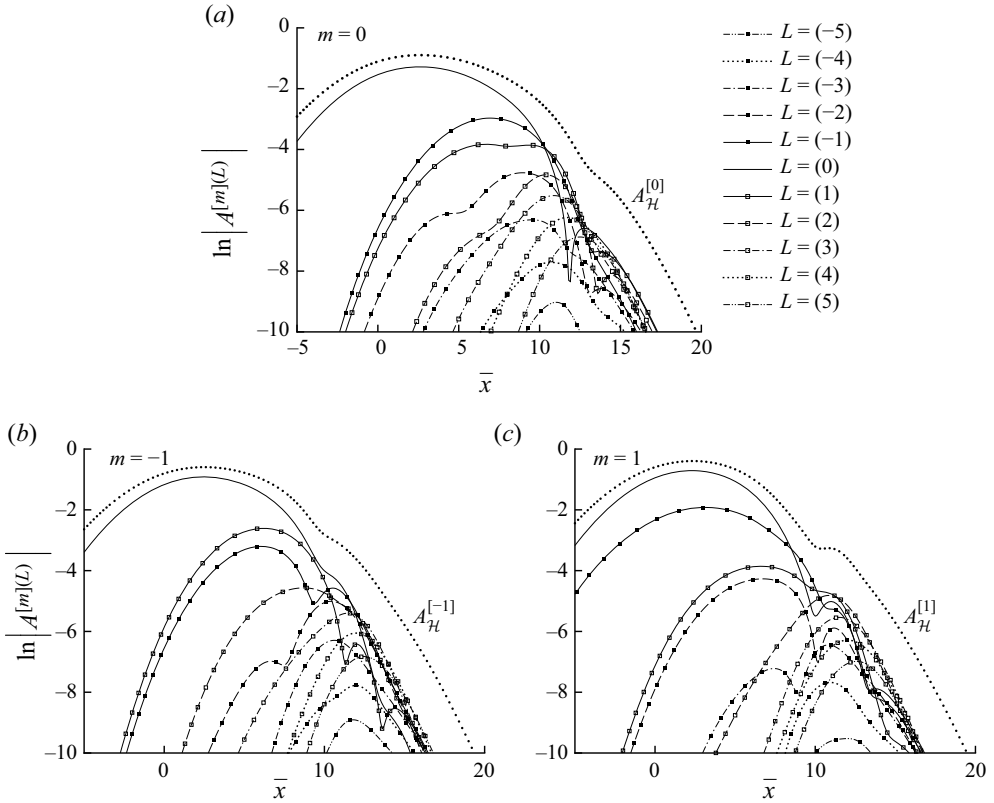 (a)
m = 0
0
−2
−4
−6
−8
−10
ln |A^{[m](L)}|
−5
0
5
10
15
20
x̄
A_ℋ^{[0]}
L = (−5)
L = (−4)
L = (−3)
L = (−2)
L = (−1)
L = (0)
L = (1)
L = (2)
L = (3)
L = (4)
L = (5)
(b)
m = −1
0
−2
−4
−6
−8
−10
ln |A^{[m](L)}|
0
10
20
x̄
A_ℋ^{[−1]}
(c)
m = 1
0
−2
−4
−6
−8
−10
0
10
20
x̄
A_ℋ^{[1]}